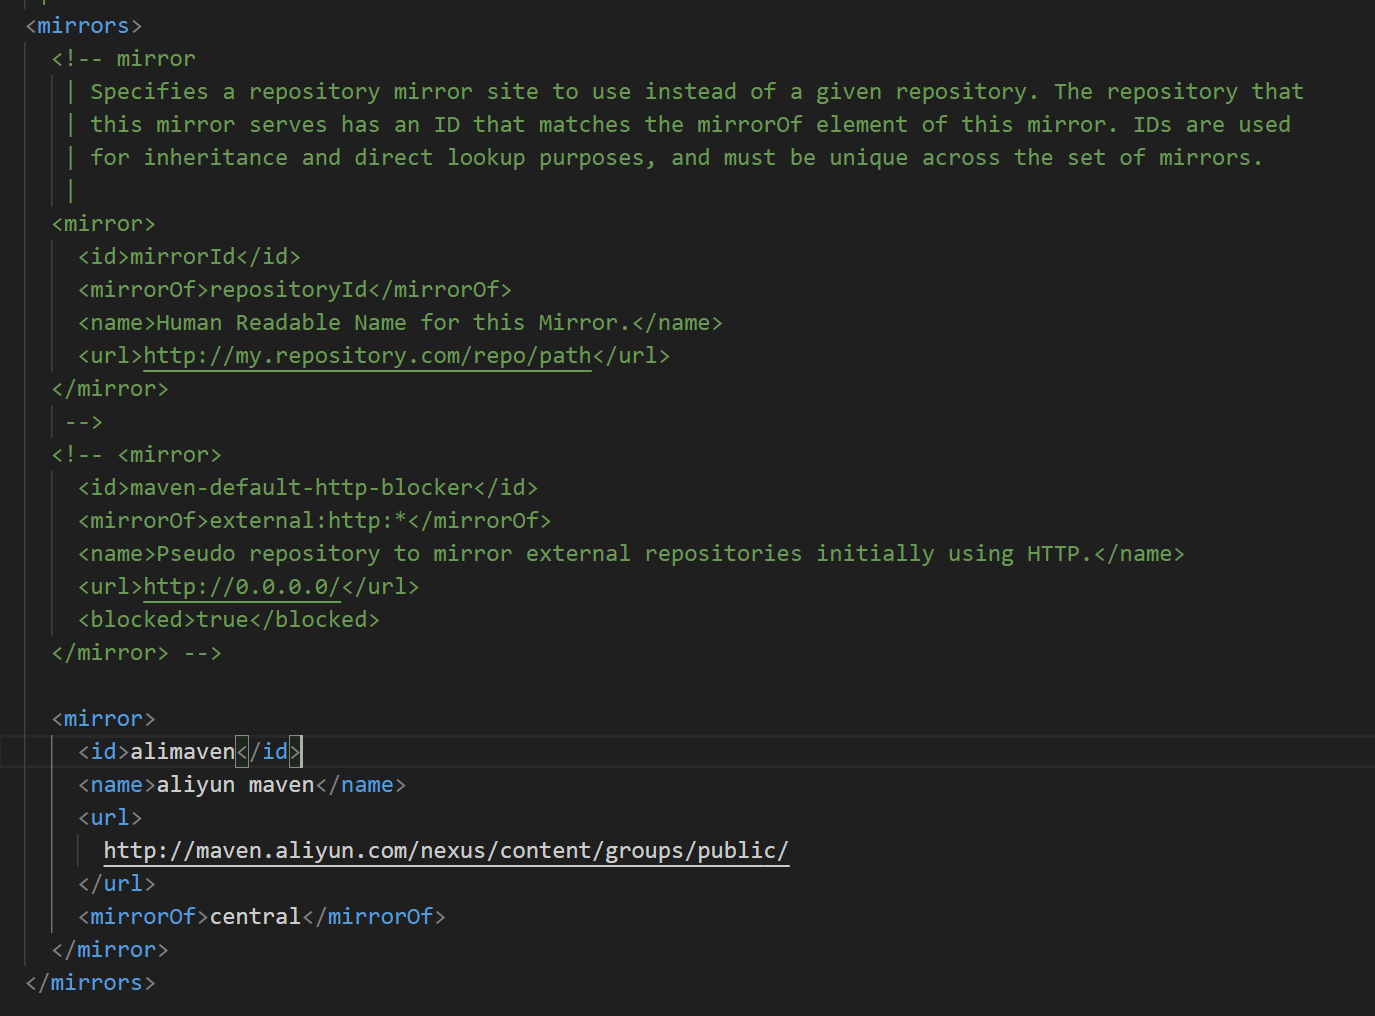 <mirrors>
<!-- mirror
| Specifies a repository mirror site to use instead of a given repository. The repository that
| this mirror serves has an ID that matches the mirrorOf element of this mirror. IDs are used
| for inheritance and direct lookup purposes, and must be unique across the set of mirrors.
|
<mirror>
<id>mirrorId</id>
<mirrorOf>repositoryId</mirrorOf>
<name>Human Readable Name for this Mirror.</name>
<url>http://my.repository.com/repo/path</url>
</mirror>
-->
<!-- <mirror>
<id>maven-default-http-blocker</id>
<mirrorOf>external:http:*</mirrorOf>
<name>Pseudo repository to mirror external repositories initially using HTTP.</name>
<url>http://0.0.0.0/</url>
<blocked>true</blocked>
</mirror> -->
<mirror>
<id>alimaven</id>
<name>aliyun maven</name>
<url>
http://maven.aliyun.com/nexus/content/groups/public/
</url>
<mirrorOf>central</mirrorOf>
</mirror>
</mirrors>